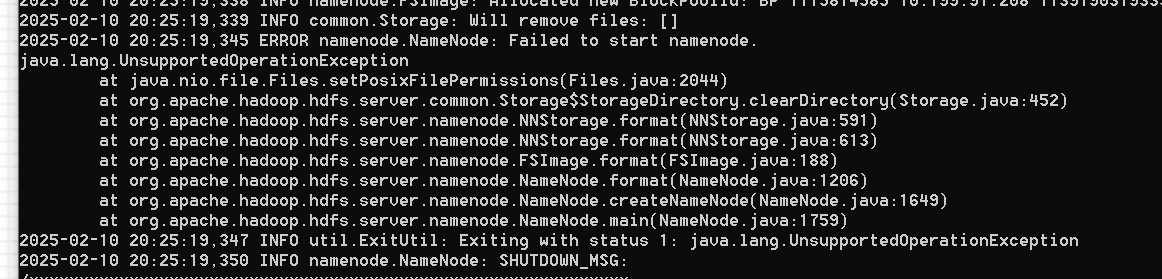 2025-02-10 20:25:19,338 INFO namenode.FSImage: Allocated new BlockPoolId:
2025-02-10 20:25:19,339 INFO common.Storage: Will remove files: []
2025-02-10 20:25:19,345 ERROR namenode.NameNode: Failed to start namenode.
java.lang.UnsupportedOperationException
at java.nio.file.Files.setPosixFilePermissions(Files.java:2044)
at org.apache.hadoop.hdfs.server.common.Storage$StorageDirectory.clearDirectory(Storage.java:452)
at org.apache.hadoop.hdfs.server.namenode.NNStorage.format(NNStorage.java:591)
at org.apache.hadoop.hdfs.server.namenode.NNStorage.format(NNStorage.java:613)
at org.apache.hadoop.hdfs.server.namenode.FSImage.format(FSImage.java:188)
at org.apache.hadoop.hdfs.server.namenode.NameNode.format(NameNode.java:1206)
at org.apache.hadoop.hdfs.server.namenode.NameNode.createNameNode(NameNode.java:1649)
at org.apache.hadoop.hdfs.server.namenode.NameNode.main(NameNode.java:1759)
2025-02-10 20:25:19,347 INFO util.ExitUtil: Exiting with status 1: java.lang.UnsupportedOperationException
2025-02-10 20:25:19,350 INFO namenode.NameNode: SHUTDOWN_MSG: